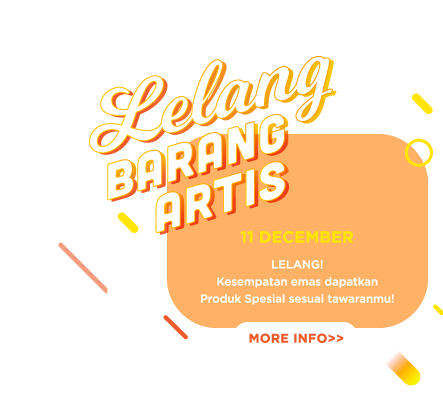 Lelang
BARANG
ARTIS
11 DECEMBER
LELANG!
Kesempatan emas dapatkan
Produk Spesial sesuai tawaranmu!
MORE INFO>>